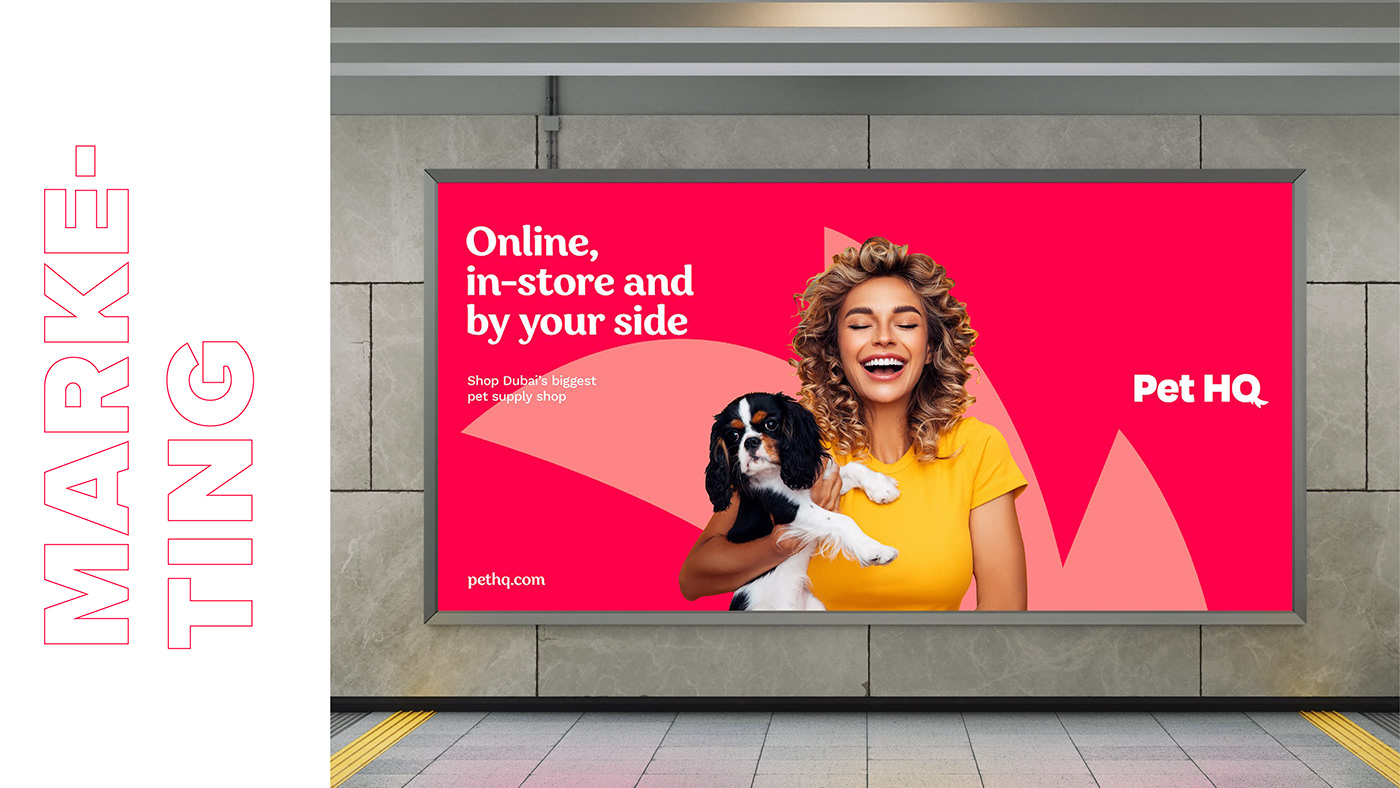 MARKE-
TING
Online,
in-store and
by your side
Shop Dubai's biggest
pet supply shop
Pet HQ
pethq.com